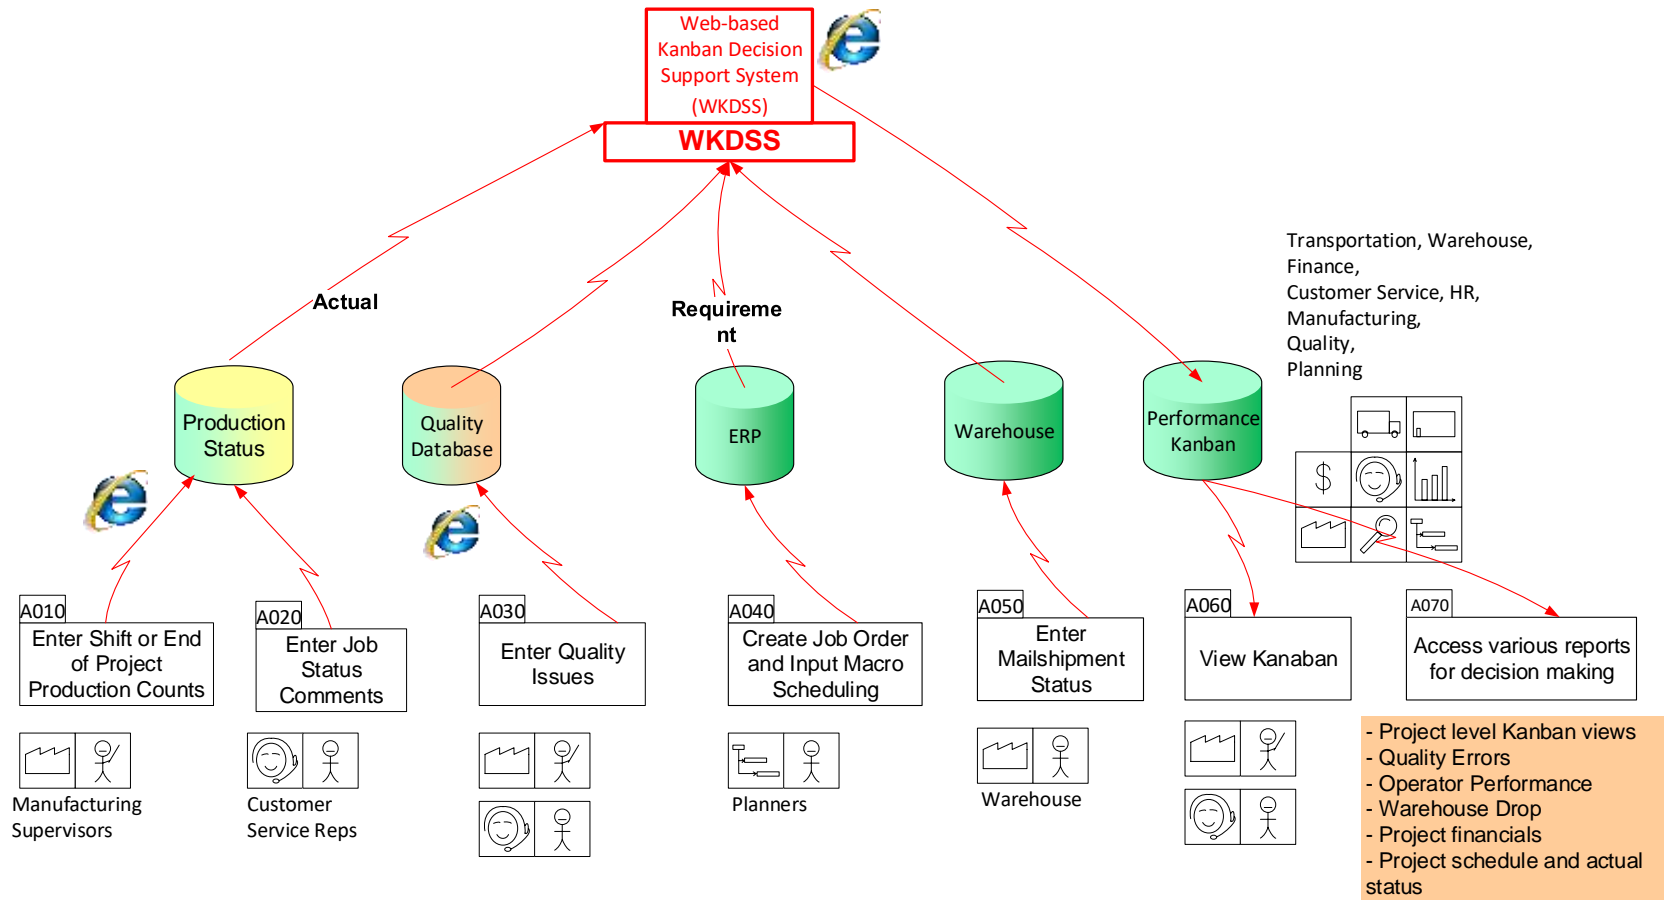 Web-based
Kanban Decision
Support System
(WKDSS)
WKDSS
Transportation, Warehouse,
Finance,
Customer Service, HR,
Manufacturing,
Quality,
Planning
Actual
Requireme
nt
Production
Status
Quality
Database
ERP
Warehouse
Performance
Kanban
$
A010
Enter Shift or End
of Project
Production Counts
A020
Enter Job
Status
Comments
A030
Enter Quality
Issues
A040
Create Job Order
and Input Macro
Scheduling
A050
Enter
Mailshipment
Status
A060
View Kanaban
A070
Access various reports
for decision making
Manufacturing
Supervisors
Customer
Service Reps
Planners
Warehouse
- Project level Kanban views
- Quality Errors
- Operator Performance
- Warehouse Drop
- Project financials
- Project schedule and actual
status